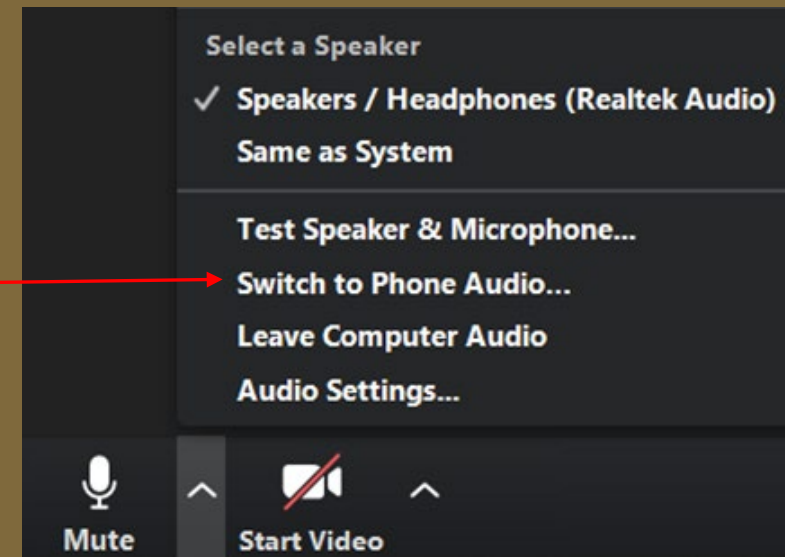 Select a Speaker
Speakers / Headphones (Realtek Audio)
Same as System
Test Speaker & Microphone...
Switch to Phone Audio...
Leave Computer Audio
Audio Settings...
Mute
Start Video